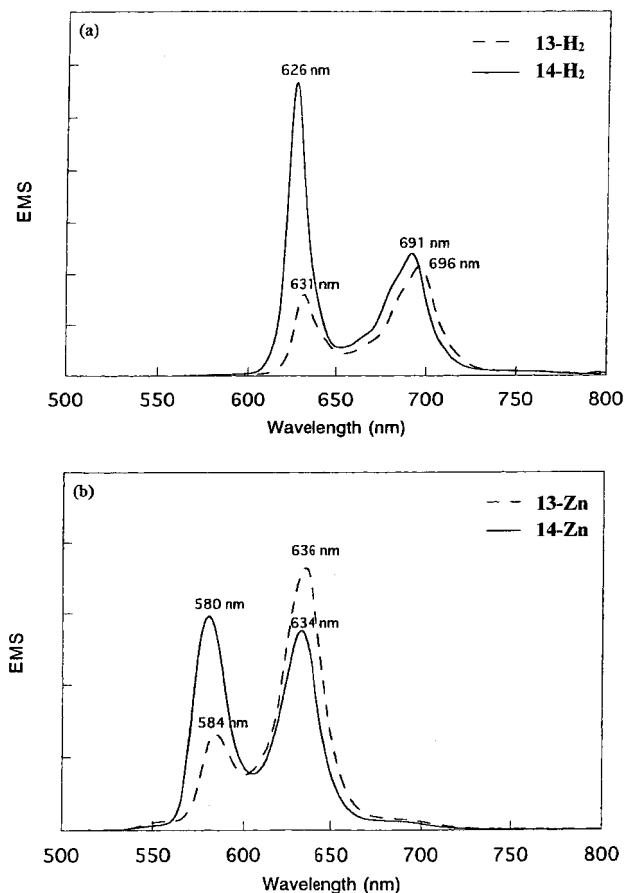 (a)
13-H₂
14-H₂
626 nm
691 nm
696 nm
631 nm
EMS
500 550 600 650 700 750 800
Wavelength (nm)
(b)
13-Zn
14-Zn
636 nm
580 nm
634 nm
584 nm
EMS
500 550 600 650 700 750 800
Wavelength (nm)